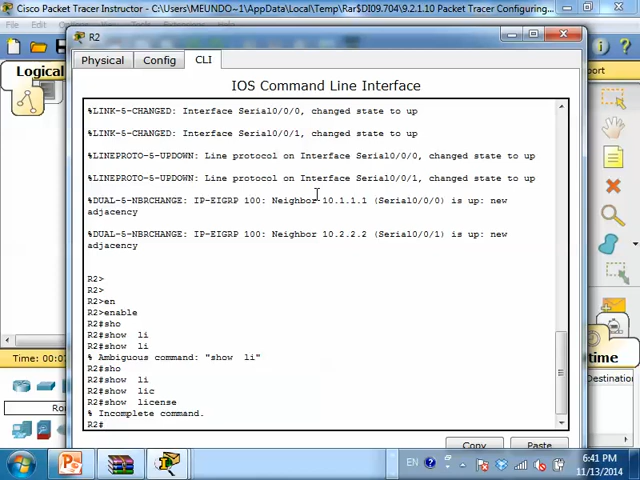 Cisco Packet Tracer Instructor - C:\Users\MEUNDO~1\AppData\Local\Temp\Rar$DI09.704\9.2.1.10 Packet Tracer Configuring...
File
R2
Logical
Physical
Config
CLI
IOS Command Line Interface
%LINK-5-CHANGED: Interface Serial0/0/0, changed state to up
%LINK-5-CHANGED: Interface Serial0/0/1, changed state to up
%LINEPROTO-5-UPDOWN: Line protocol on Interface Serial0/0/0, changed state to up
%LINEPROTO-5-UPDOWN: Line protocol on Interface Serial0/0/1, changed state to up
%DUAL-5-NBRCHANGE: IP-EIGRP 100: Neighbor 10.1.1.1 (Serial0/0/0) is up: new
adjacency
%DUAL-5-NBRCHANGE: IP-EIGRP 100: Neighbor 10.2.2.2 (Serial0/0/1) is up: new
adjacency
R2>
R2>
R2>en
R2>enable
R2#sho
R2#show li
R2#show li
% Ambiguous command: "show li"
R2#sho
R2#show li
R2#show lic
R2#show license
% Incomplete command.
R2#
Copy
Paste
port
Time: 00:0
time
Destination
Ro
EN
6:41 PM
11/13/2014